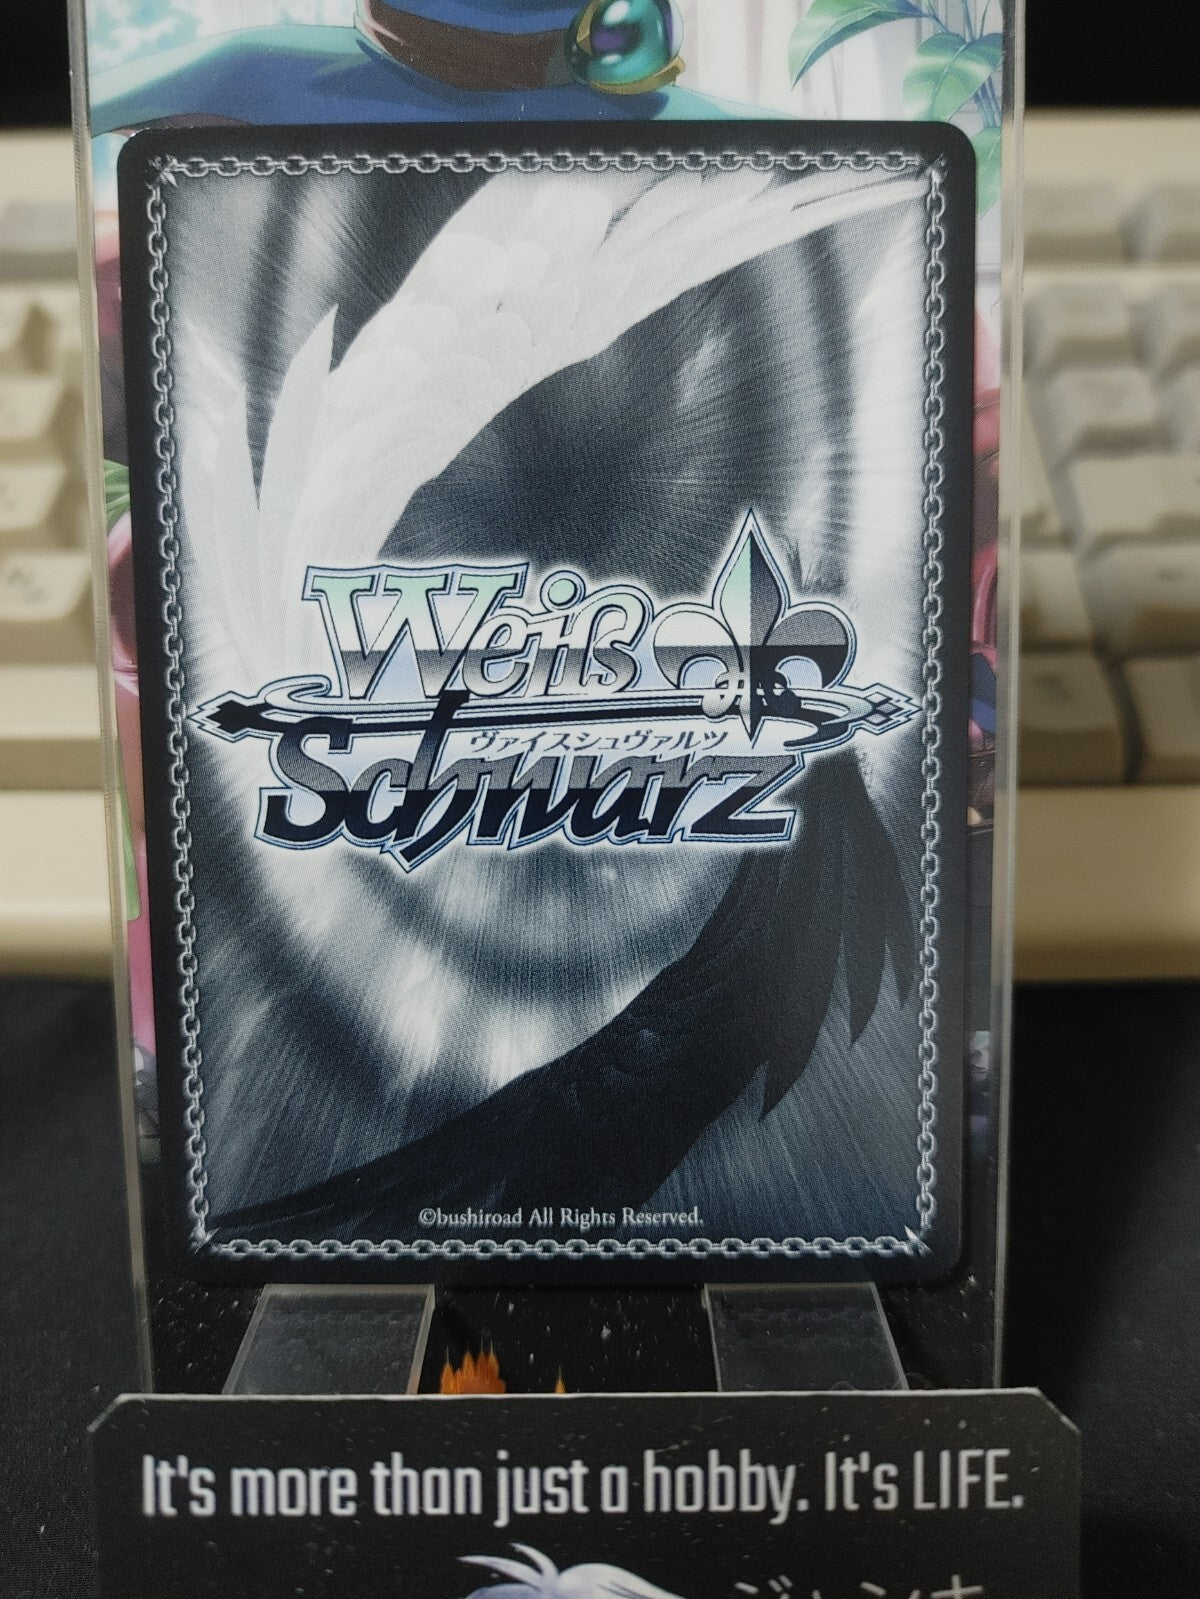 Weiß
ヴァイスシュヴァルツ
Schwarz
©bushiroad All Rights Reserved.
It's more than just a hobby. It's LIFE.